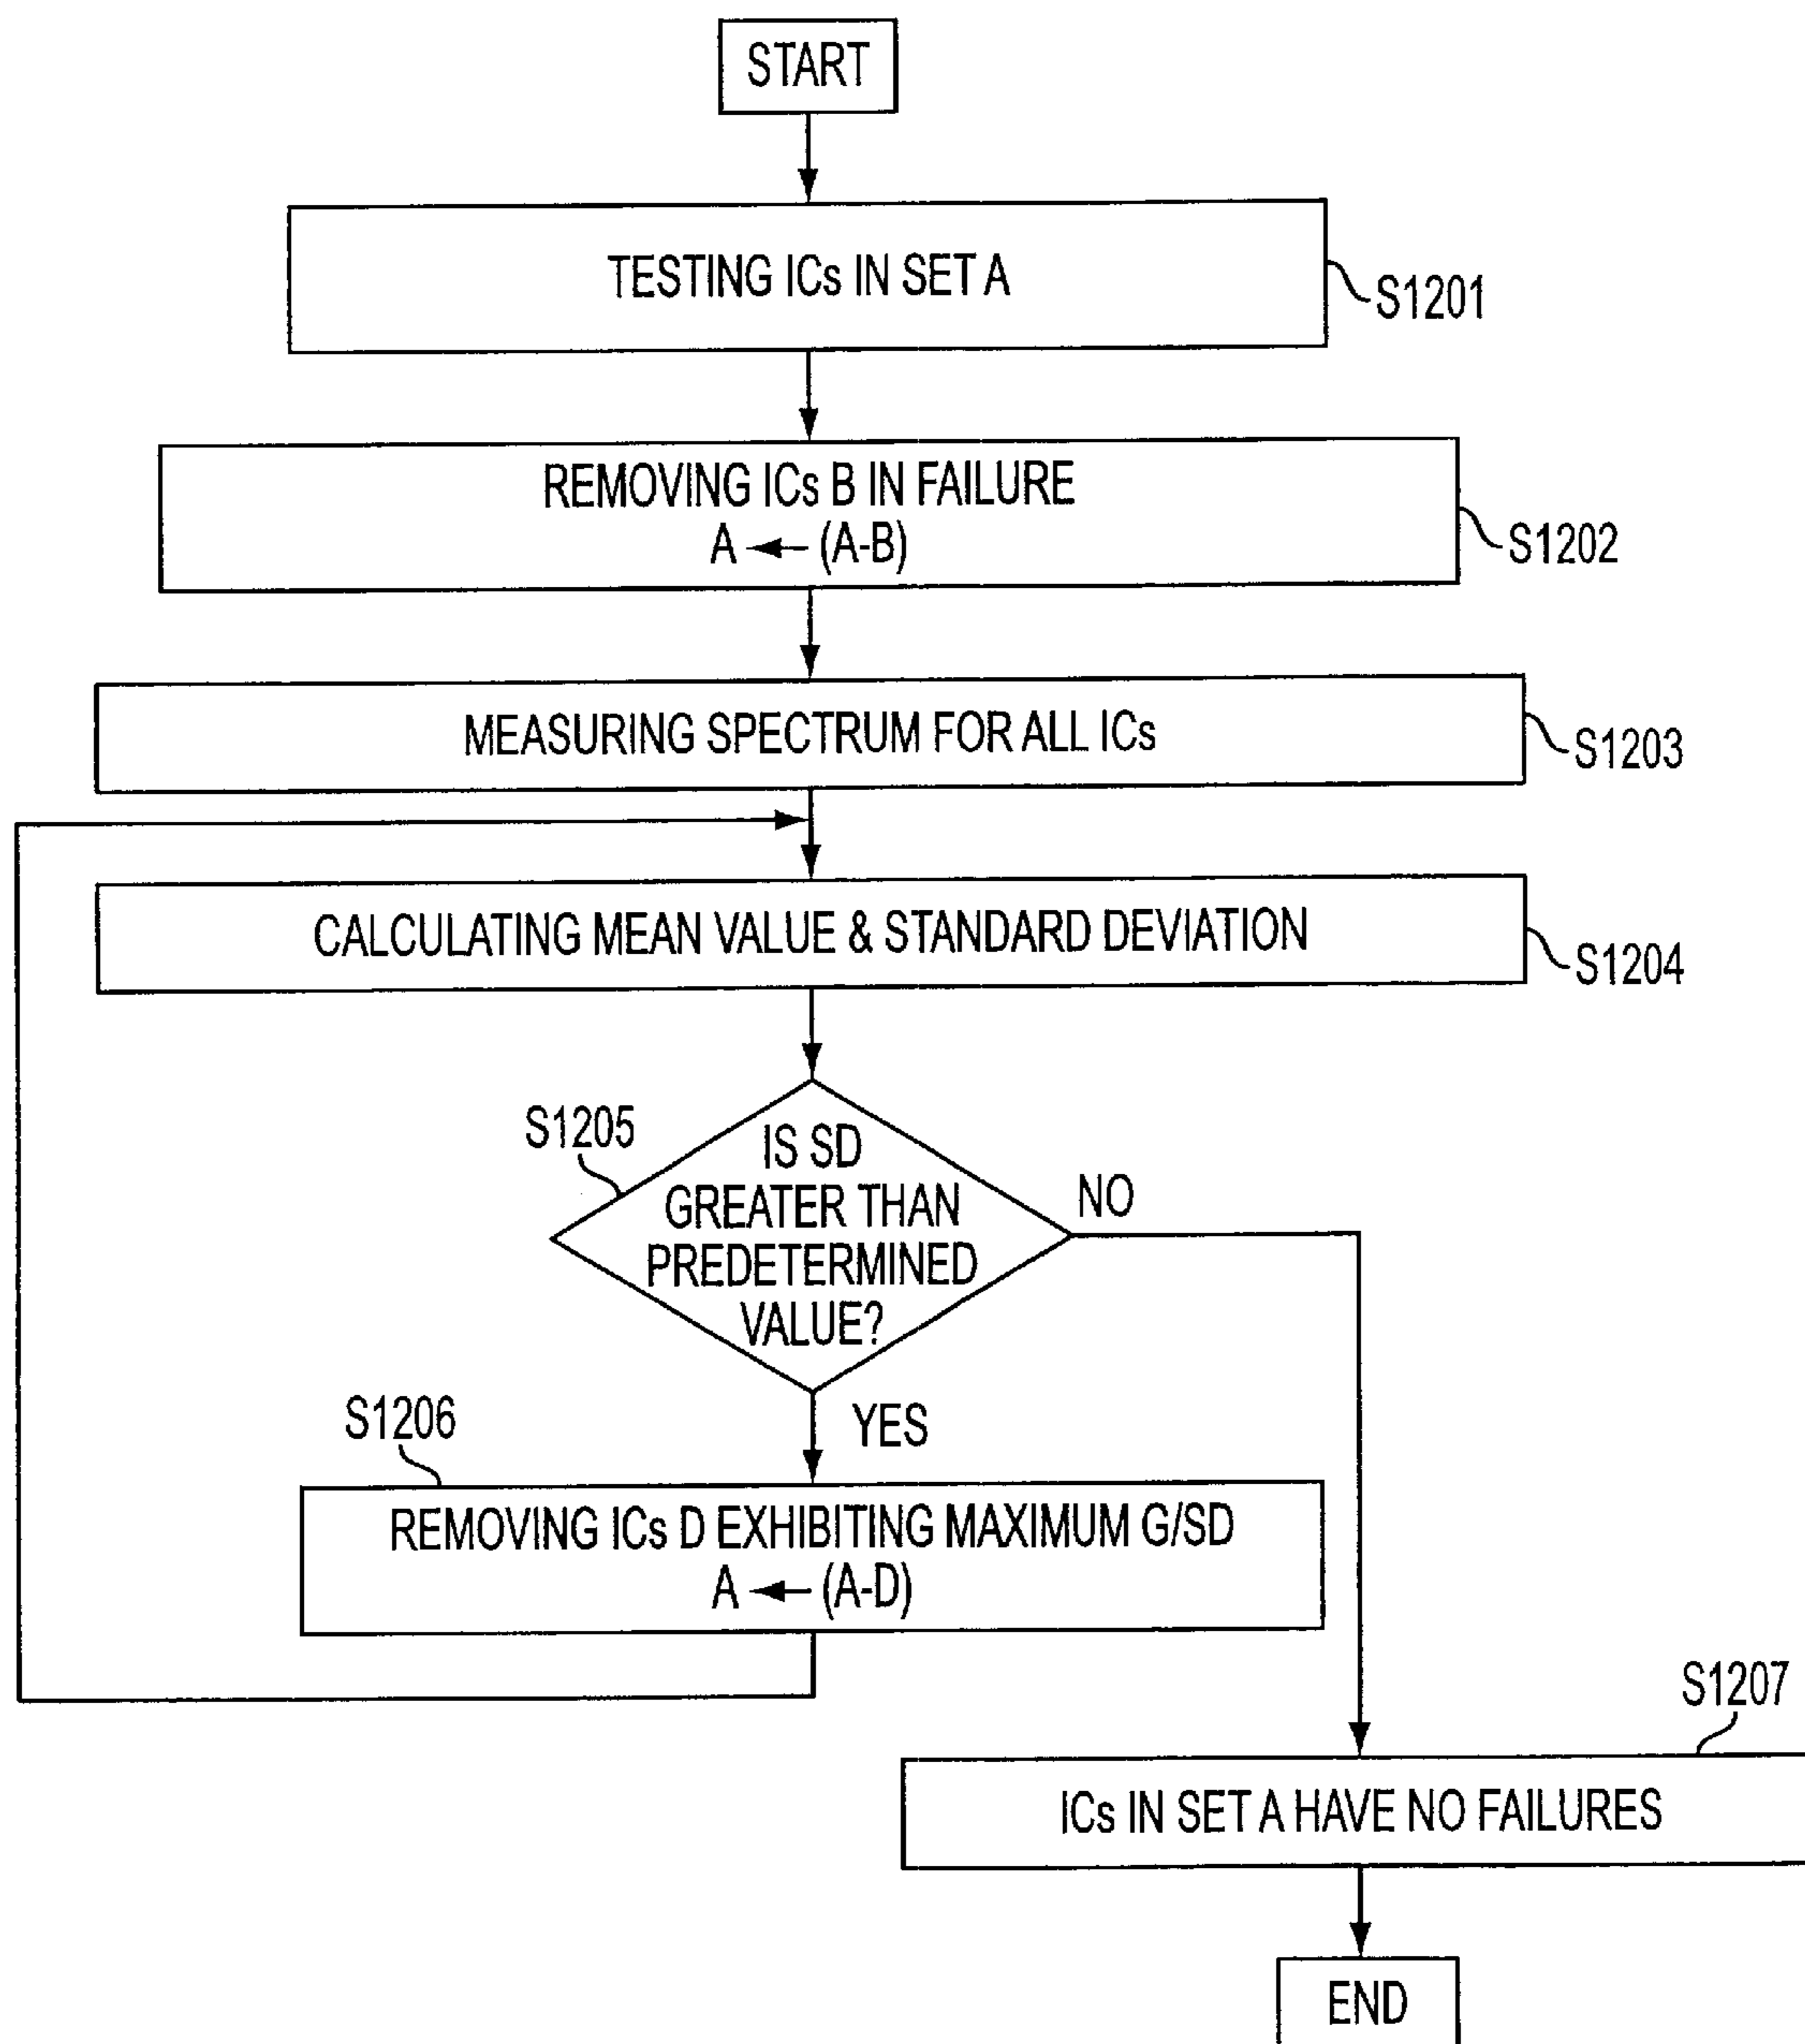 START
TESTING ICs IN SET A
S1201
REMOVING ICs B IN FAILURE
A ← (A-B)
S1202
MEASURING SPECTRUM FOR ALL ICs
S1203
CALCULATING MEAN VALUE & STANDARD DEVIATION
S1204
S1205
IS SD
GREATER THAN
PREDETERMINED
VALUE?
NO
YES
S1206
REMOVING ICs D EXHIBITING MAXIMUM G/SD
A ← (A-D)
S1207
ICs IN SET A HAVE NO FAILURES
END